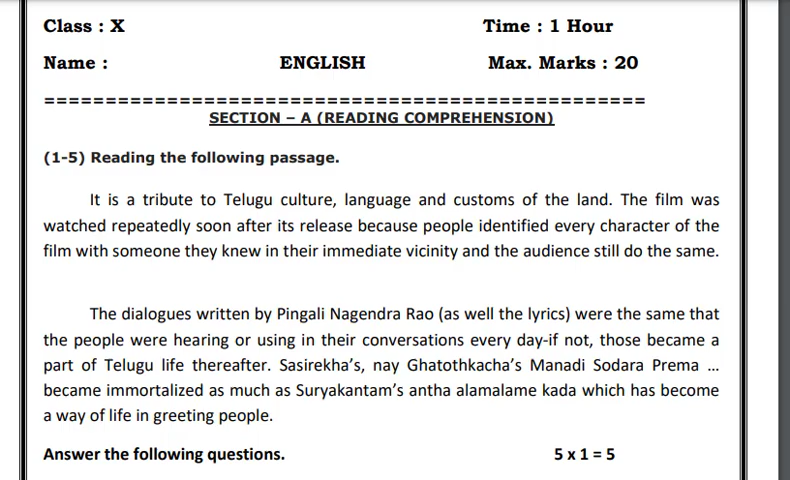 Class : X Time : 1 Hour
Name : ENGLISH Max. Marks : 20
=================================================
SECTION – A (READING COMPREHENSION)
(1-5) Reading the following passage.
It is a tribute to Telugu culture, language and customs of the land. The film was
watched repeatedly soon after its release because people identified every character of the
film with someone they knew in their immediate vicinity and the audience still do the same.
The dialogues written by Pingali Nagendra Rao (as well the lyrics) were the same that
the people were hearing or using in their conversations every day-if not, those became a
part of Telugu life thereafter. Sasirekha’s, nay Ghatothkacha’s Manadi Sodara Prema ...
became immortalized as much as Suryakantam’s antha alamalame kada which has become
a way of life in greeting people.
Answer the following questions. 5 x 1 = 5